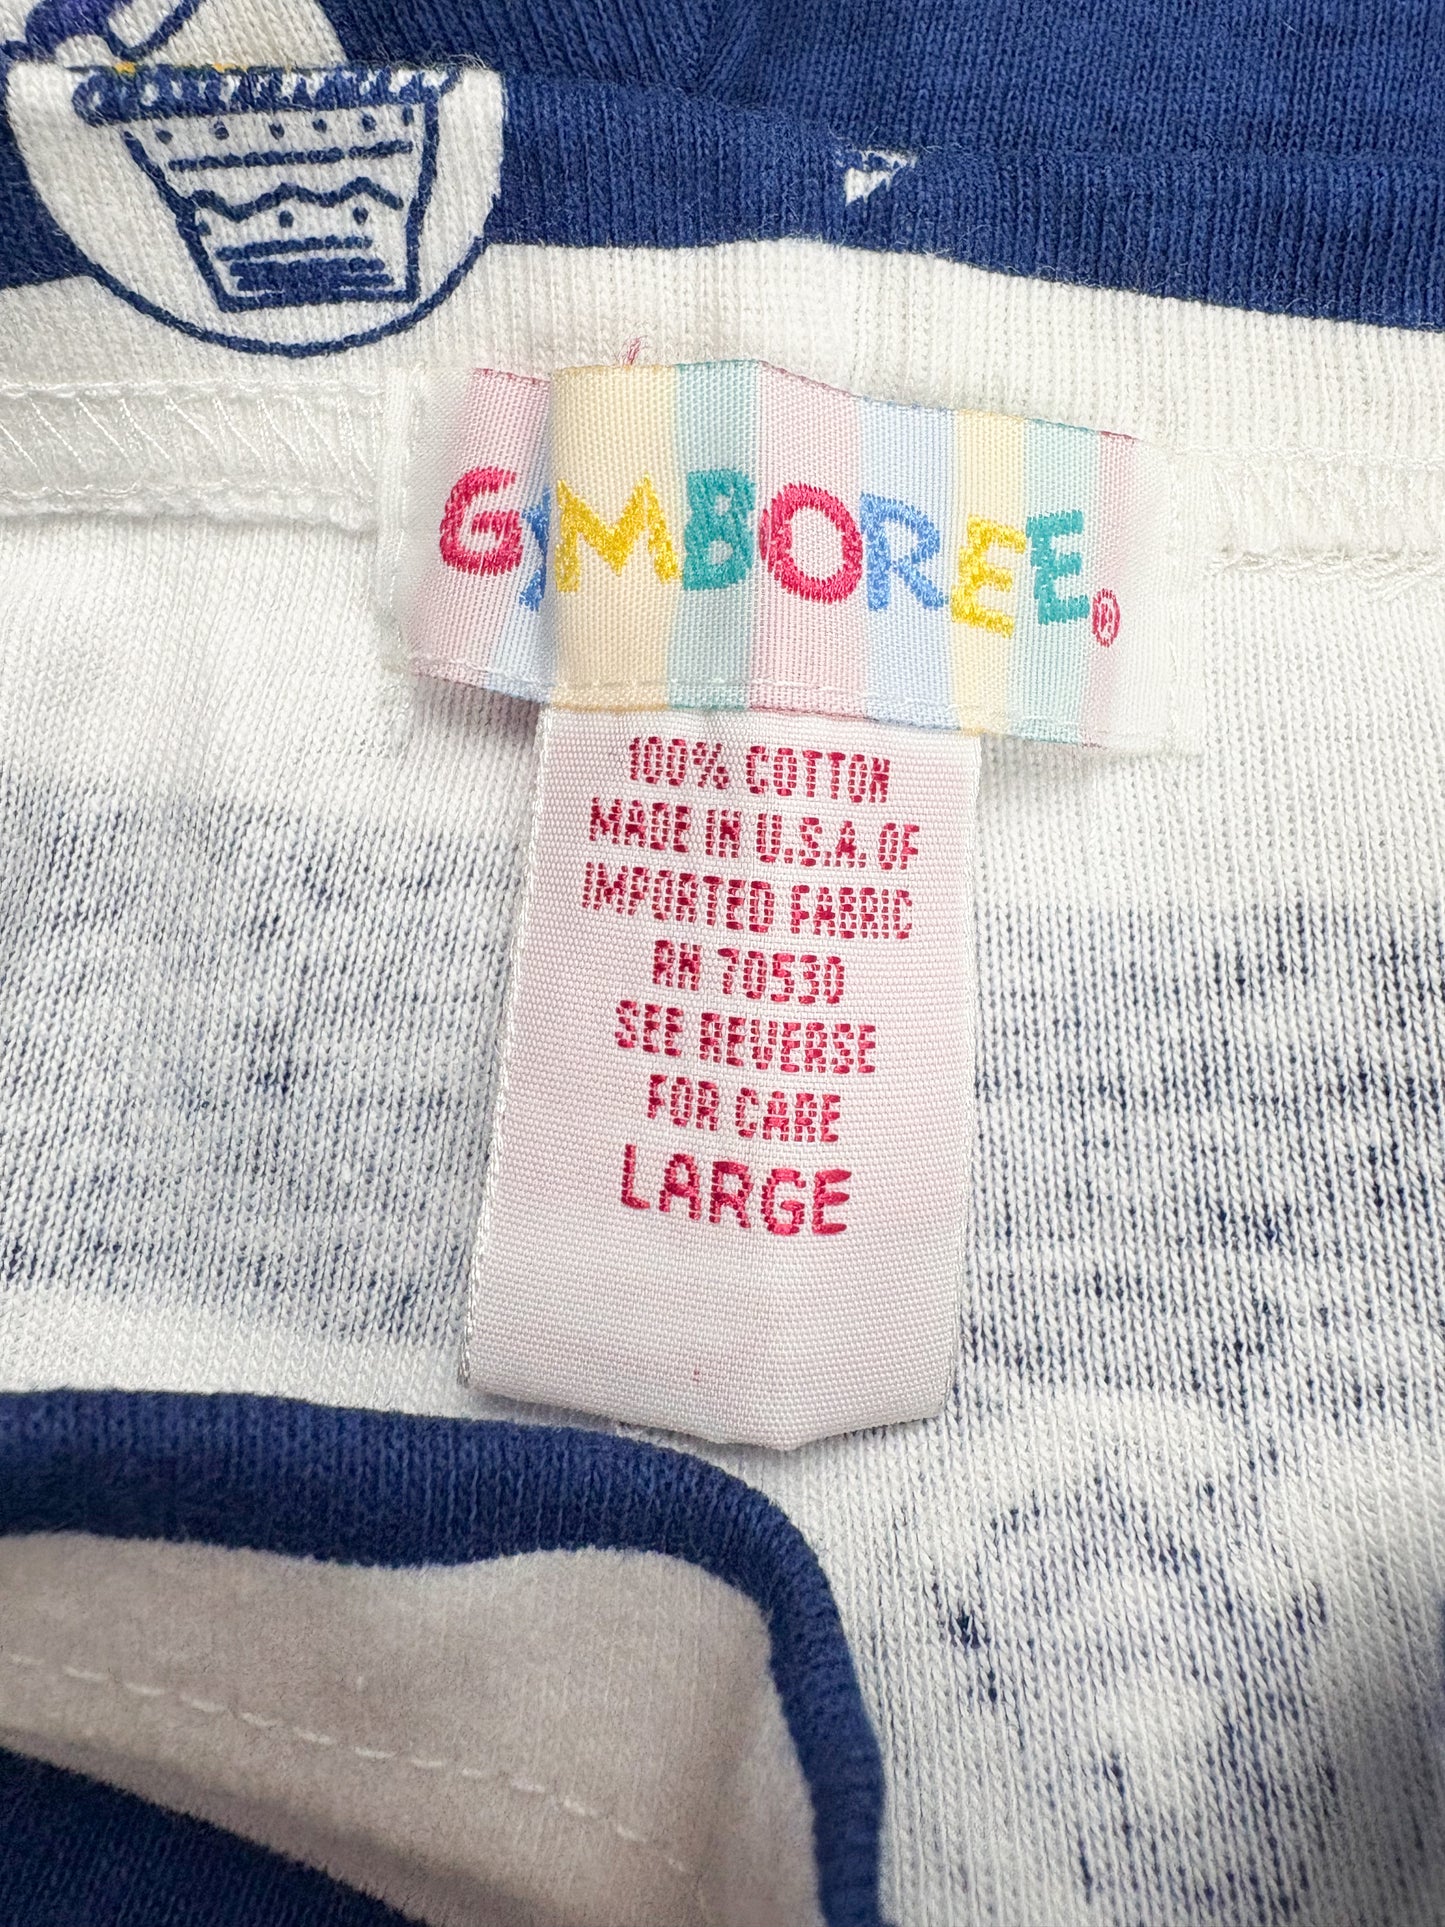 GYMBOREE®
100% COTTON
MADE IN U.S.A. OF
IMPORTED FABRIC
RN 70530
SEE REVERSE
FOR CARE
LARGE